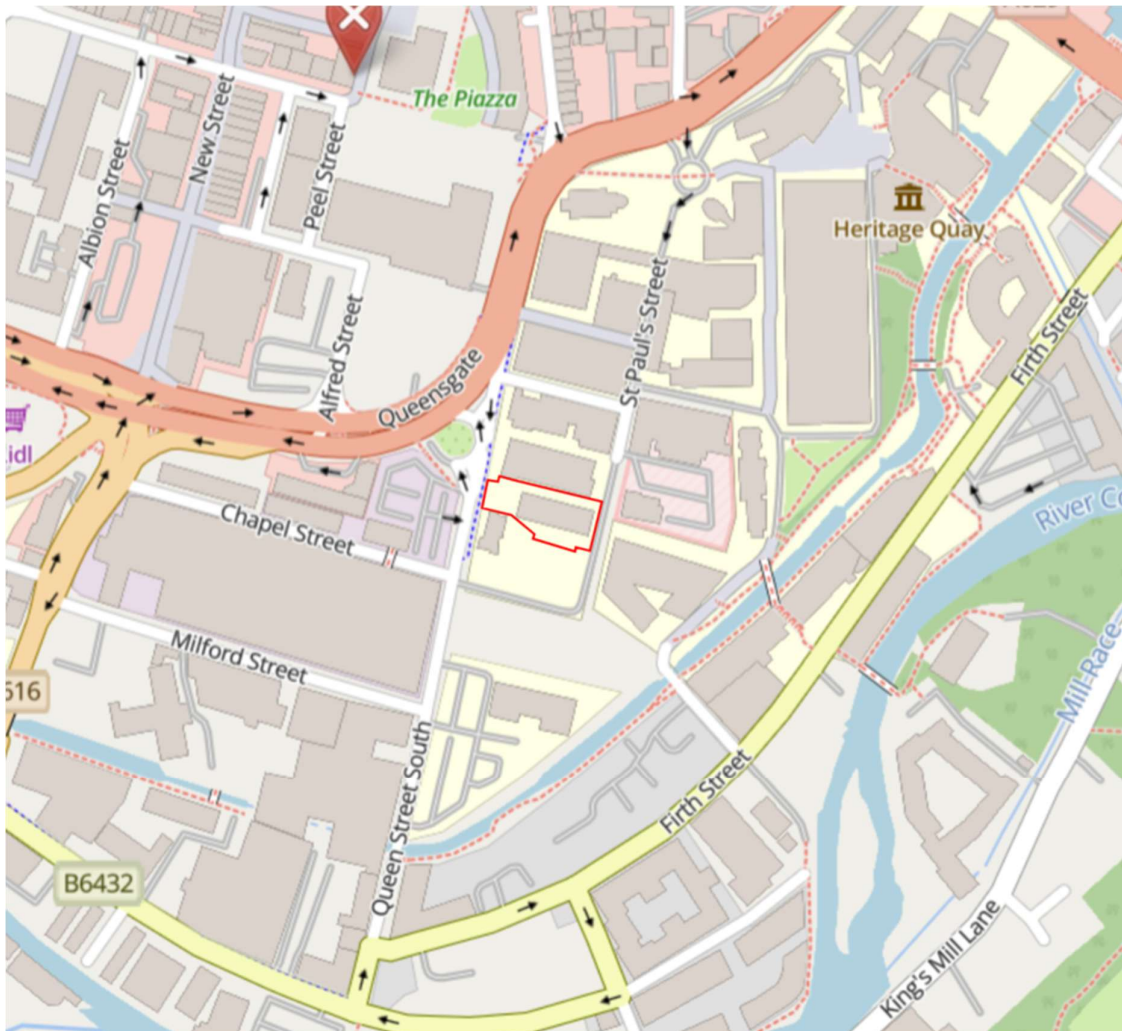 The Piazza
New Street
Peel Street
Albion Street
Heritage Quay
St Paul's Street
Firth Street
Alfred Street
Queensgate
Lidl
Chapel Street
River Co
Milford Street
616
Mill-Race
Queen Street South
Firth Street
B6432
King's Mill Lane